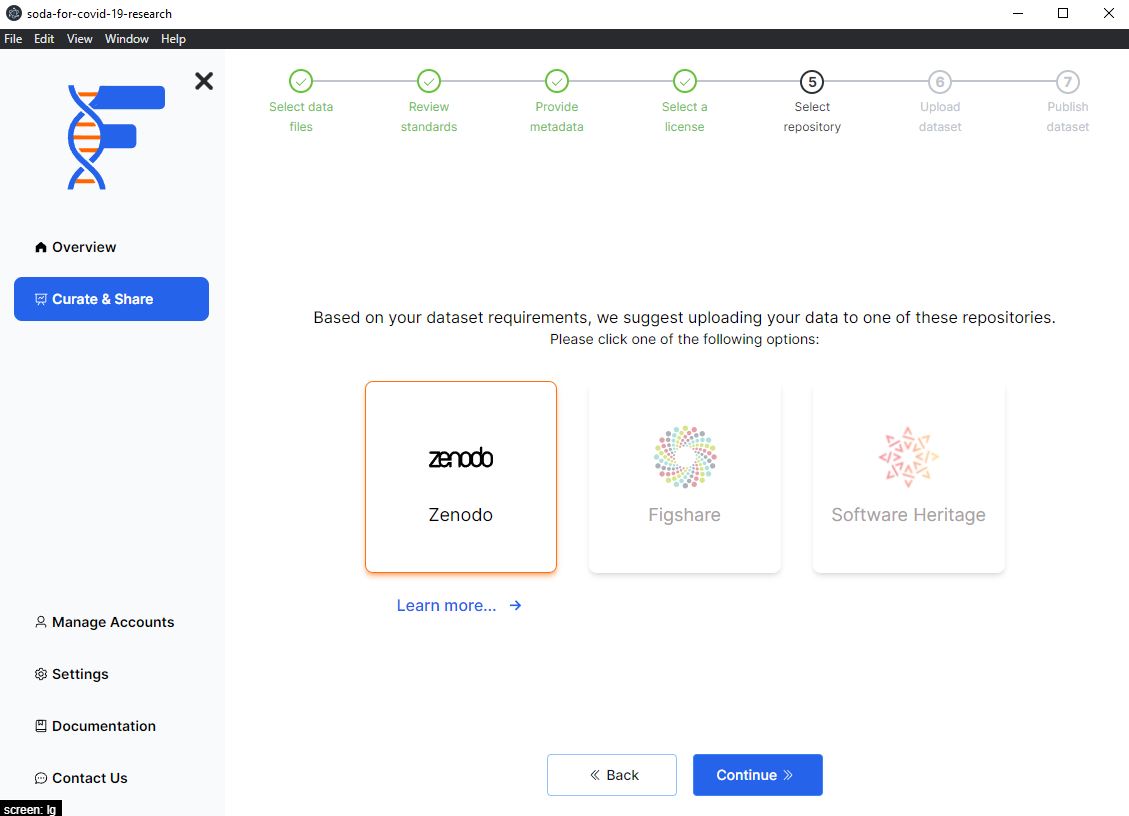 soda-for-covid-19-research
File Edit View Window Help
Select data
files
Review
standards
Provide
metadata
Select a
license
5
Select
repository
6
Upload
dataset
7
Publish
dataset
Overview
Curate & Share
Based on your dataset requirements, we suggest uploading your data to one of these repositories.
Please click one of the following options:
zenodo
Zenodo
Figshare
Software Heritage
Learn more...
Manage Accounts
Settings
Documentation
Contact Us
Back
Continue
screen: lg